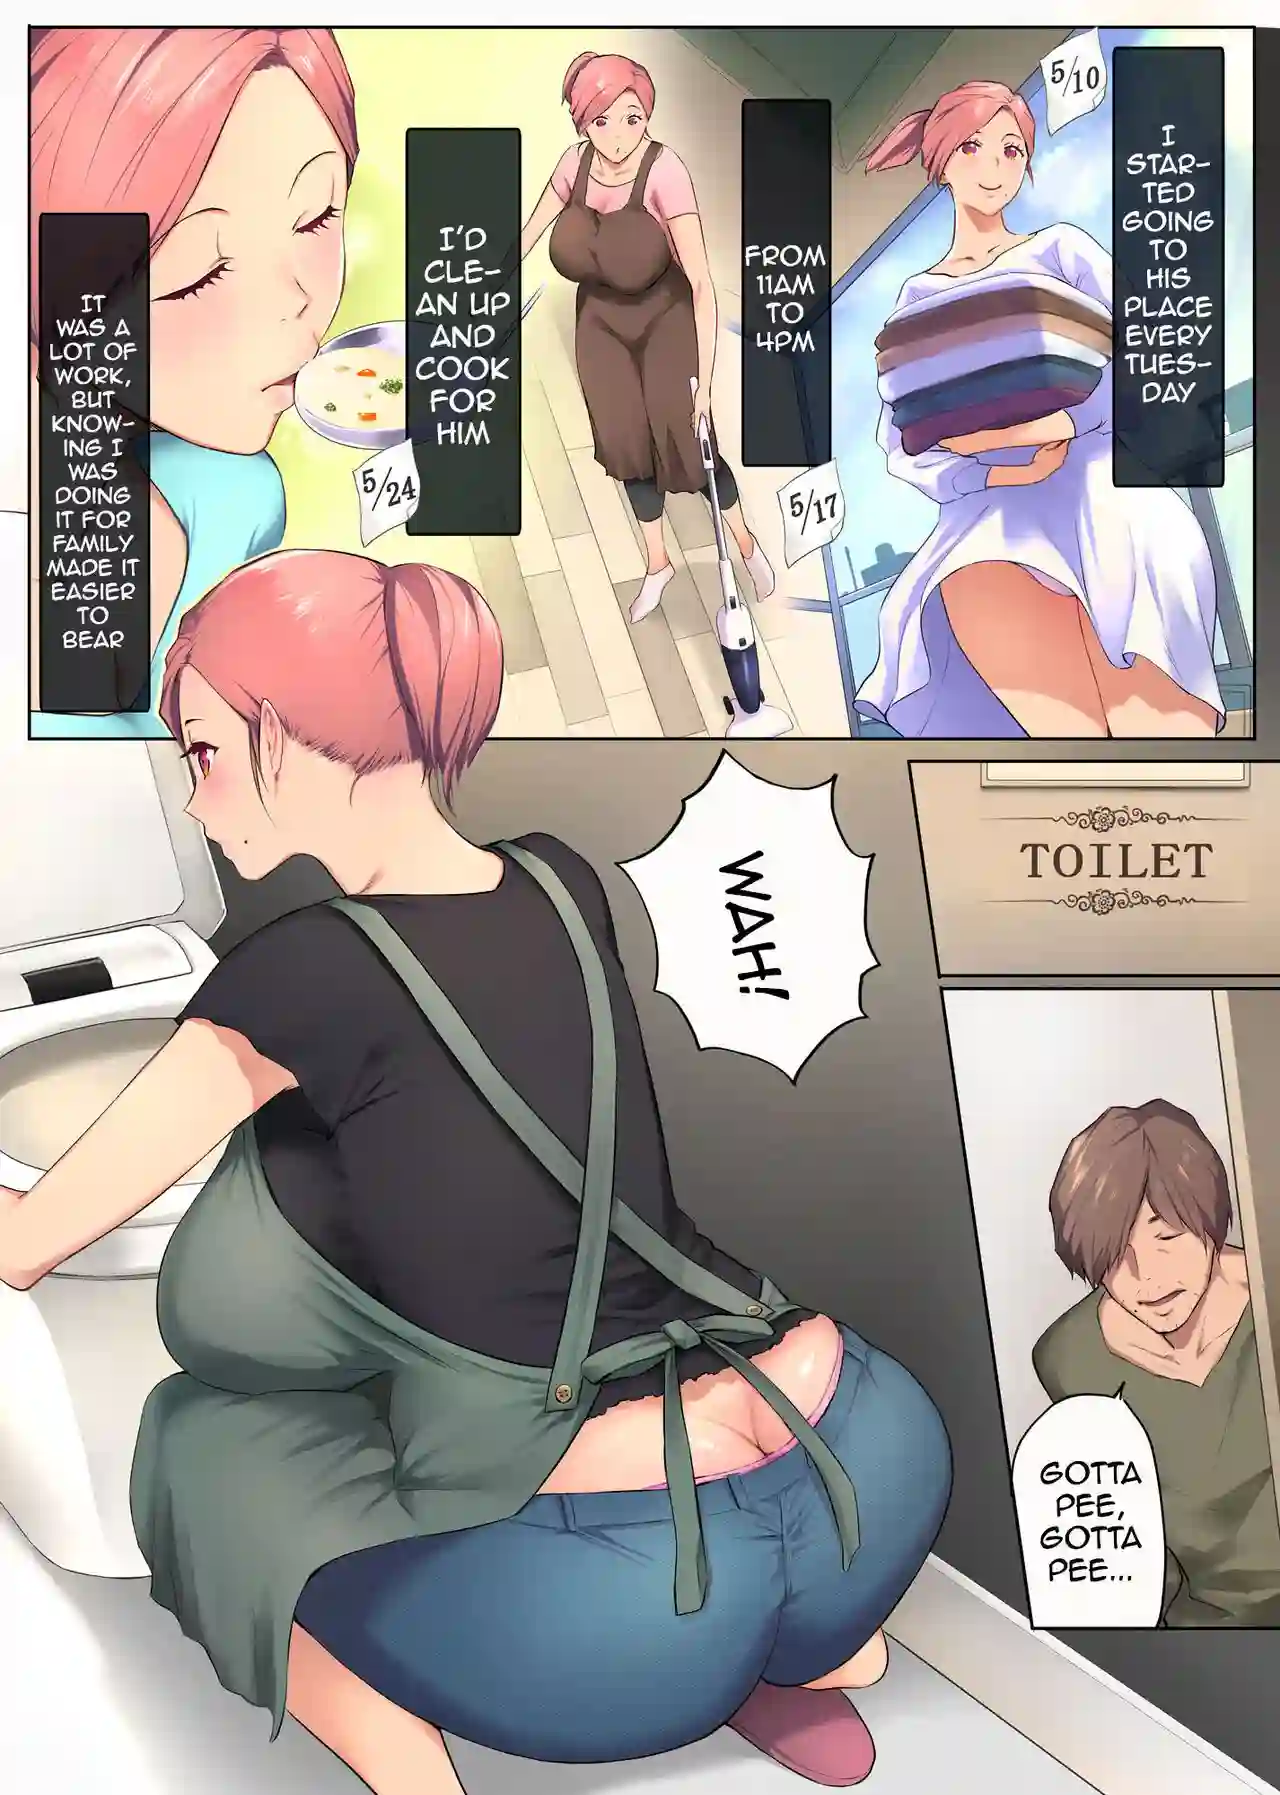 5/10
I
STAR-
TED
GOING
TO
HIS
PLACE
EVERY
TUES-
DAY
FROM
11AM
TO
4PM
5/17
I'D
CLE-
AN UP
AND
COOK
FOR
HIM
5/24
IT
WAS A
LOT OF
WORK,
BUT
KNOW-
ING I
WAS
DOING
IT FOR
FAMILY
MADE IT
EASIER
TO
BEAR
TOILET
GOTTA
PEE,
GOTTA
PEE...
WAH!